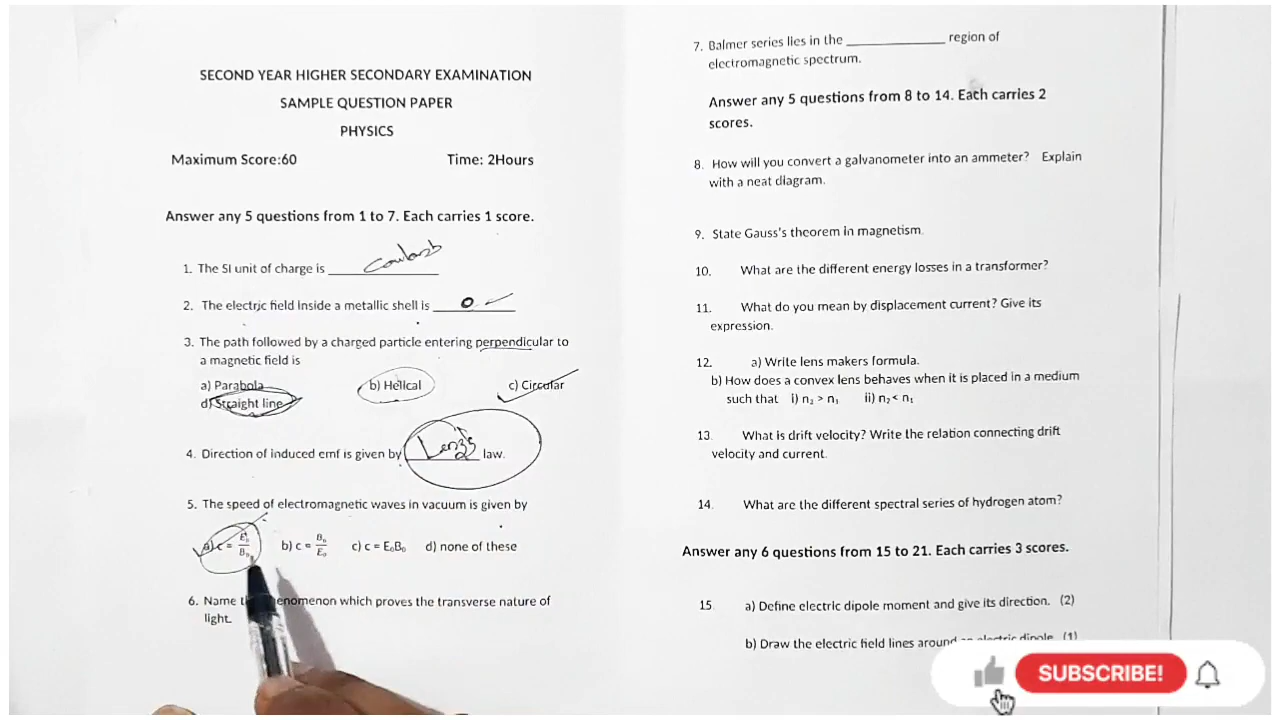 SECOND YEAR HIGHER SECONDARY EXAMINATION
SAMPLE QUESTION PAPER
PHYSICS
Maximum Score:60 Time: 2Hours
Answer any 5 questions from 1 to 7. Each carries 1 score.
1. The SI unit of charge is
2. The electric field inside a metallic shell is 0
3. The path followed by a charged particle entering perpendicular to
a magnetic field is
a) Parabola b) Helical c) Circular
d) Straight line
4. Direction of induced emf is given by Lenz's law.
5. The speed of electromagnetic waves in vacuum is given by
a) c = E₀/B₀ b) c = B₀/E₀ c) c = E₀B₀ d) none of these
6. Name which proves the transverse nature of
light.
7. Balmer series lies in the ____________ region of
electromagnetic spectrum.
Answer any 5 questions from 8 to 14. Each carries 2
scores.
8. How will you convert a galvanometer into an ammeter? Explain
with a neat diagram.
9. State Gauss's theorem in magnetism.
10. What are the different energy losses in a transformer?
11. What do you mean by displacement current? Give its
expression.
12. a) Write lens makers formula.
b) How does a convex lens behaves when it is placed in a medium
such that i) n₂ > n₁ ii) n₂ < n₁
13. What is drift velocity? Write the relation connecting drift
velocity and current.
14. What are the different spectral series of hydrogen atom?
Answer any 6 questions from 15 to 21. Each carries 3 scores.
15. a) Define electric dipole moment and give its direction. (2)
b) Draw the electric field lines around an electric dipole. (1)
SUBSCRIBE!